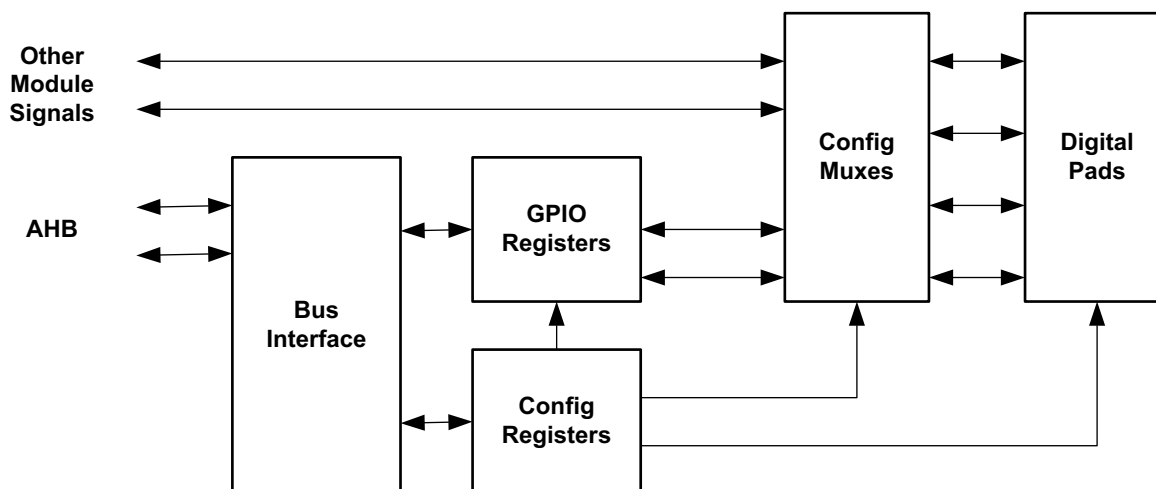 Other
Module
Signals
AHB
Bus
Interface
GPIO
Registers
Config
Registers
Config
Muxes
Digital
Pads